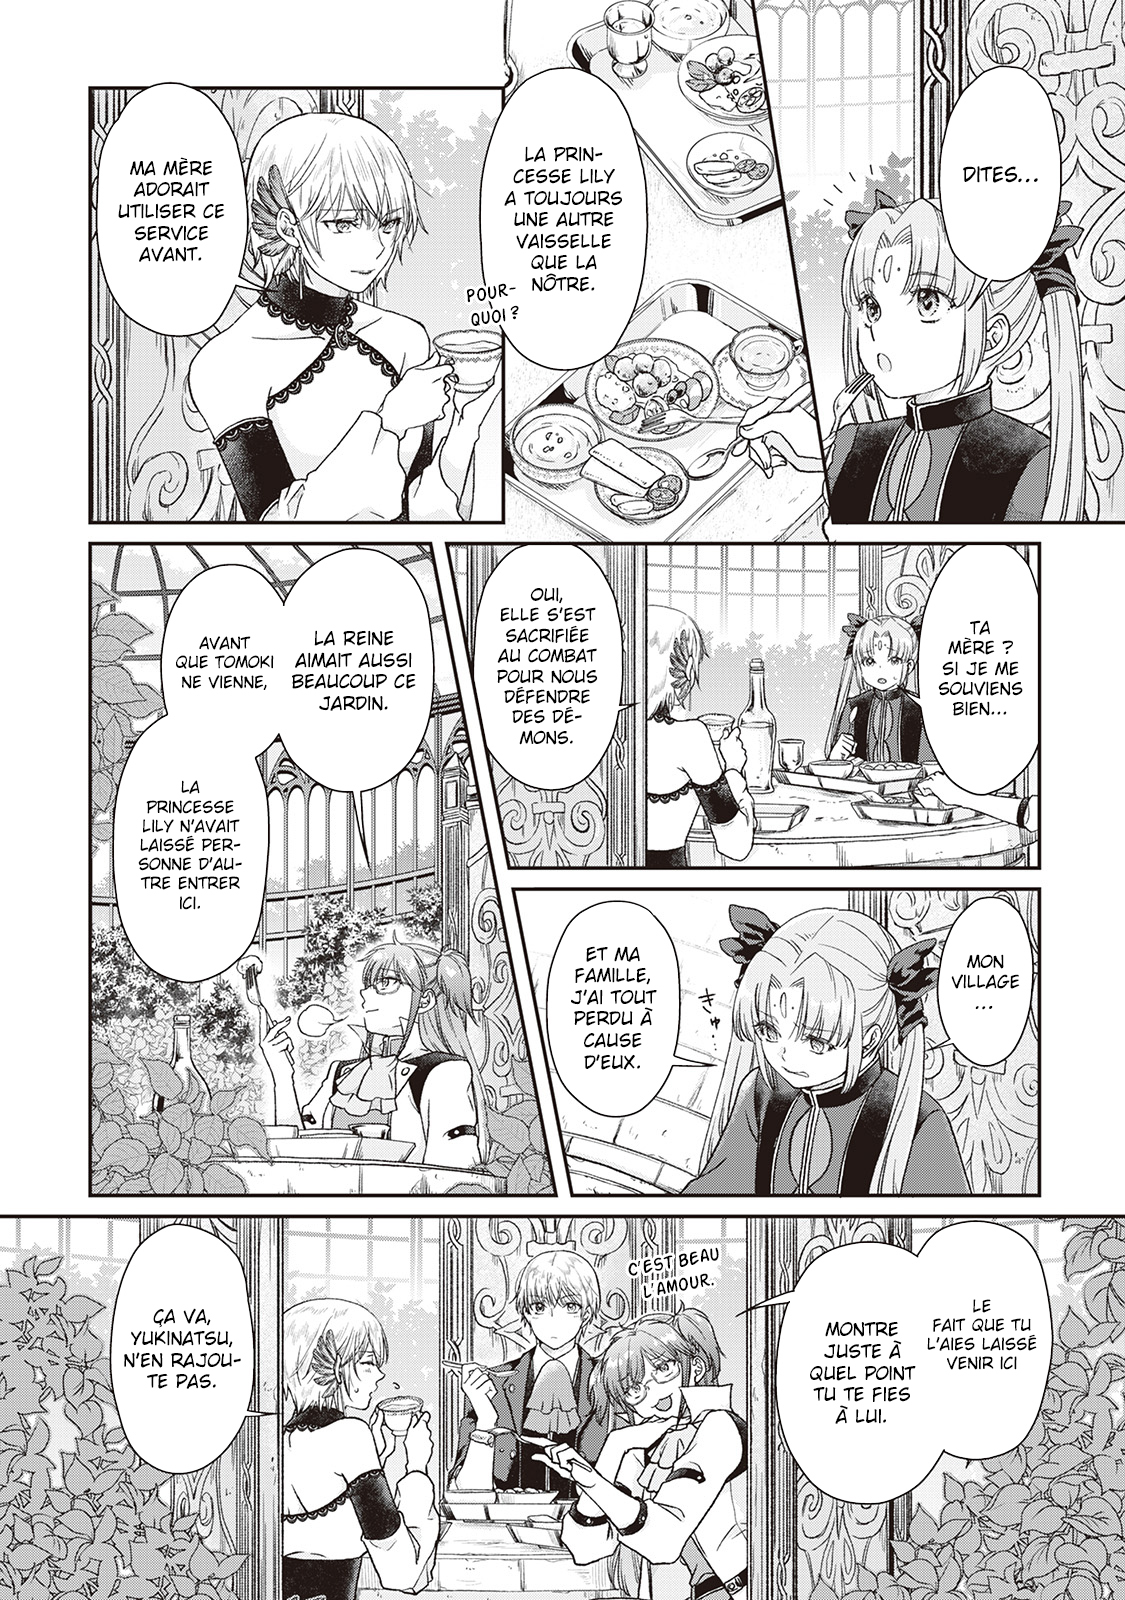 DITES...
LA PRIN-
CESSE LILY
A TOUJOURS
UNE AUTRE
VAISSELLE
QUE LA
NÔTRE.
POUR-
QUOI ?
MA MÈRE
ADORAIT
UTILISER CE
SERVICE
AVANT.
TA
MÈRE ?
SI JE ME
SOUVIENS
BIEN...
OUI,
ELLE S'EST
SACRIFIÉE
AU COMBAT
POUR NOUS
DÉFENDRE
DES DÉ-
MONS.
MON
VILLAGE
...
ET MA
FAMILLE,
J'AI TOUT
PERDU À
CAUSE
D'EUX.
きゅ
LA REINE
AIMAIT AUSSI
BEAUCOUP CE
JARDIN.
AVANT
QUE TOMOKI
NE VIENNE,
LA
PRINCESSE
LILY N'AVAIT
LAISSÉ PER-
SONNE D'AU-
TRE ENTRER
ICI.
LE
FAIT QUE TU
L'AIES LAISSÉ
VENIR ICI
MONTRE
JUSTE À
QUEL POINT
TU TE FIES
À LUI.
C'EST BEAU
L'AMOUR.
ÇA VA,
YUKINATSU,
N'EN RAJOU-
TE PAS.